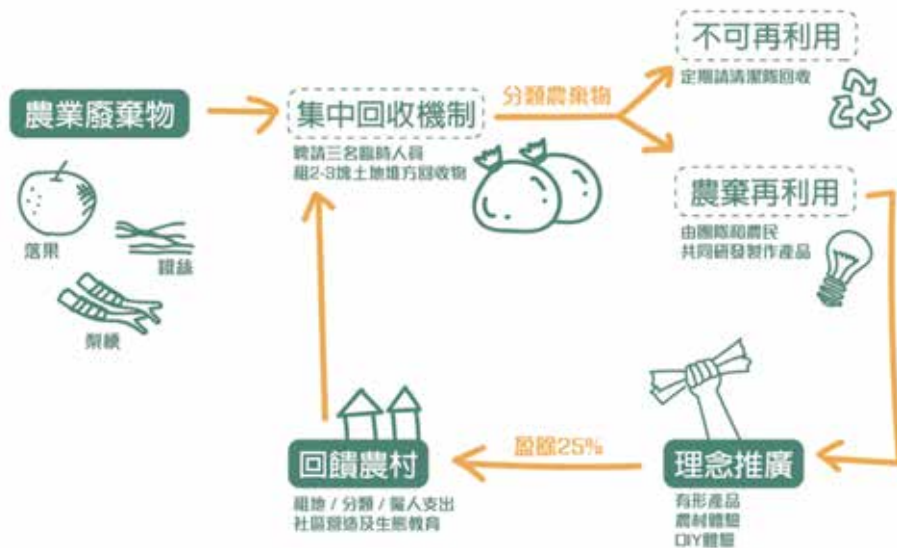 農業廢棄物
落果
鐵絲
梨梗
集中回收機制
聘請三名臨時人員
租2-3塊土地堆方回收物
分類農棄物
不可再利用
定期請清潔隊回收
農棄再利用
由團隊和農民
共同研發製作產品
理念推廣
有形產品
農村體驗
DIY體驗
盈餘25%
回饋農村
租地 / 分類 / 雇人支出
社區營造及生態教育